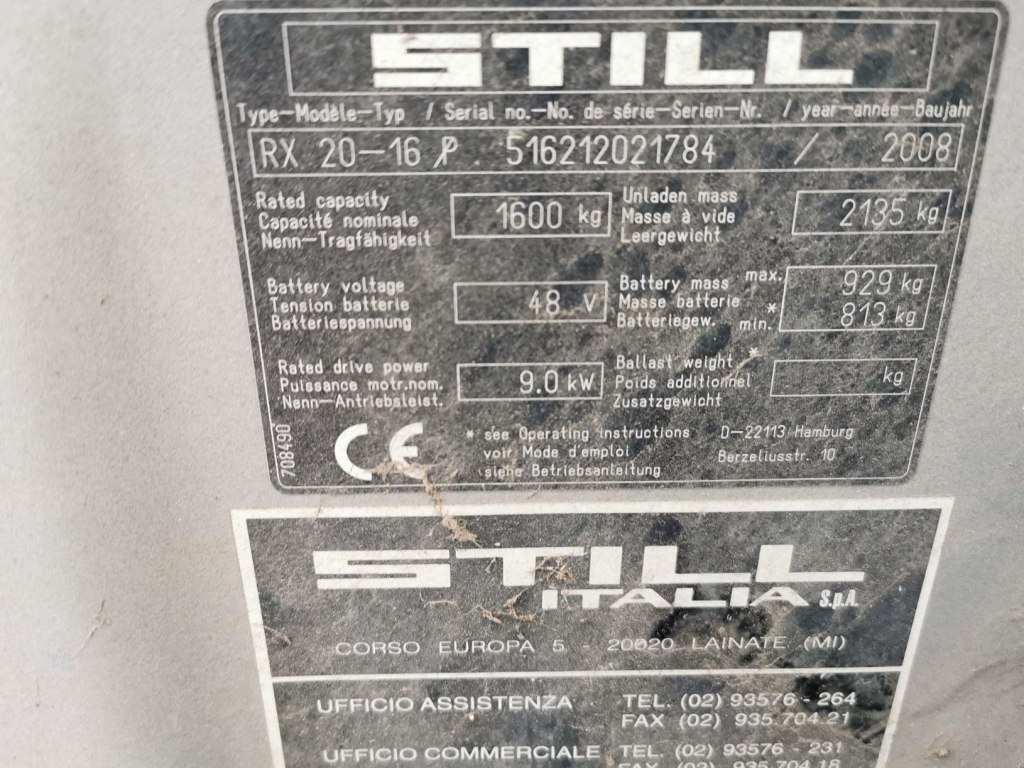 STILL
Type-Modèle-Typ / Serial no.-No. de série-Serien-Nr. / year-année-Baujahr
RX 20-16 P. 516212021784 / 2008
Rated capacity
Capacité nominale
Nenn-Tragfähigkeit
1600 kg
Unladen mass
Masse à vide
Leergewicht
2135 kg
Battery voltage
Tension batterie
Batteriespannung
48 V
Battery mass max.
Masse batterie *
Batteriegew. min.
929 kg
813 kg
Rated drive power
Puissance motr.nom.
Nenn-Antriebsleist.
9.0 kW
Ballast weight *
Poids additionnel
Zusatzgewicht
kg
708490
CE
* see Operating Instructions
voir Mode d'emploi
siehe Betriebsanleitung
D-22113 Hamburg
Berzeliusstr. 10
STILL
ITALIA S.p.A.
CORSO EUROPA 5 - 20020 LAINATE (MI)
UFFICIO ASSISTENZA TEL. (02) 93576 - 264
FAX (02) 935.704.21
UFFICIO COMMERCIALE TEL. (02) 93576 - 231
FAX (02) 935.704.18